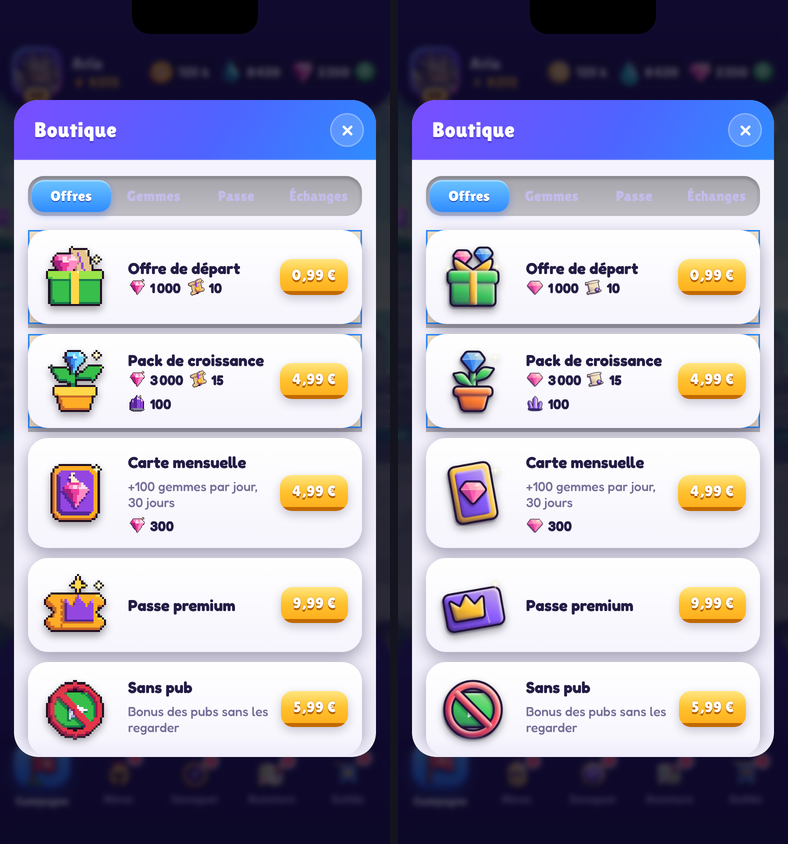 Boutique
Offres Gemmes Passe Échanges
Offre de départ
1000 10
0,99 €
Pack de croissance
3000 15
100
4,99 €
Carte mensuelle
+100 gemmes par jour,
30 jours
300
4,99 €
Passe premium
9,99 €
Sans pub
Bonus des pubs sans les
regarder
5,99 €
Boutique
Offres Gemmes Passe Échanges
Offre de départ
1000 10
0,99 €
Pack de croissance
3000 15
100
4,99 €
Carte mensuelle
+100 gemmes par jour,
30 jours
300
4,99 €
Passe premium
9,99 €
Sans pub
Bonus des pubs sans les
regarder
5,99 €